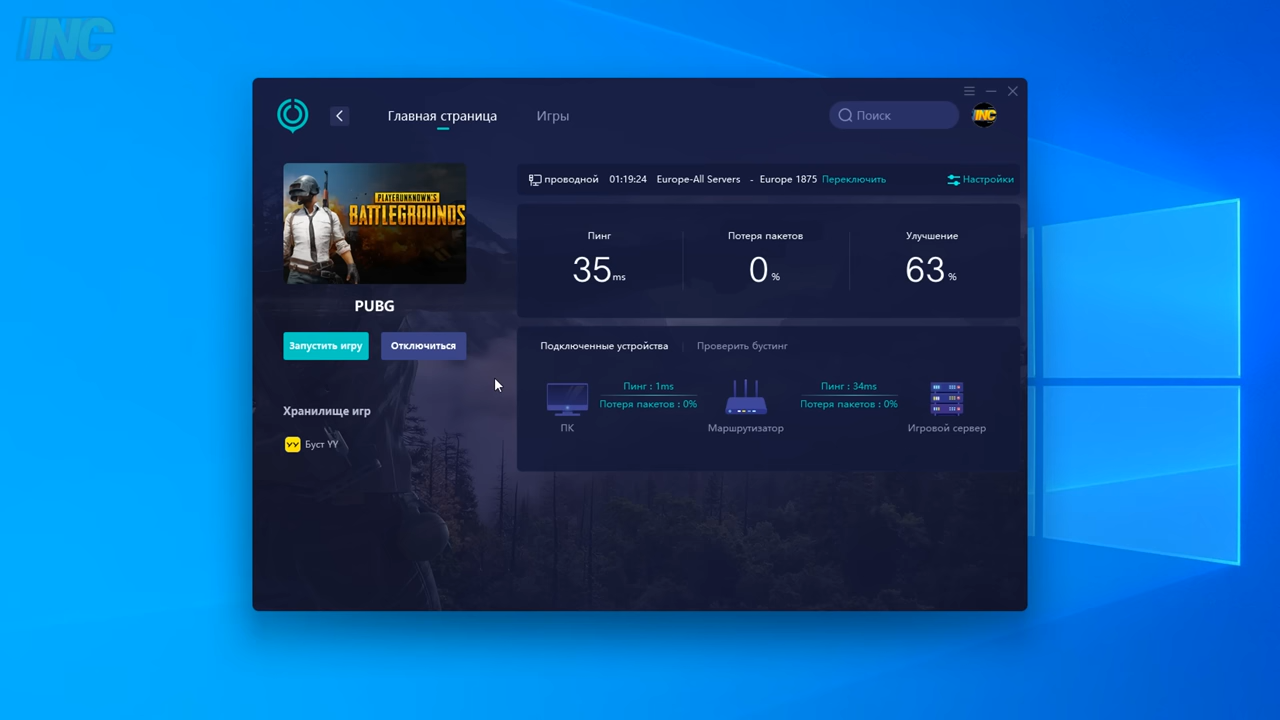 INC
Главная страница
Игры
Поиск
INC
PLAYERUNKNOWN'S
BATTLEGROUNDS
PUBG
Запустить игру
Отключиться
Хранилище игр
YY
Буст YY
проводной 01:19:24 Europe-All Servers - Europe 1875 Переключить
Настройки
Пинг
35 ms
Потеря пакетов
0 %
Улучшение
63 %
Подключенные устройства
Проверить бустинг
Пинг : 1ms
Потеря пакетов : 0%
Пинг : 34ms
Потеря пакетов : 0%
ПК
Маршрутизатор
Игровой сервер